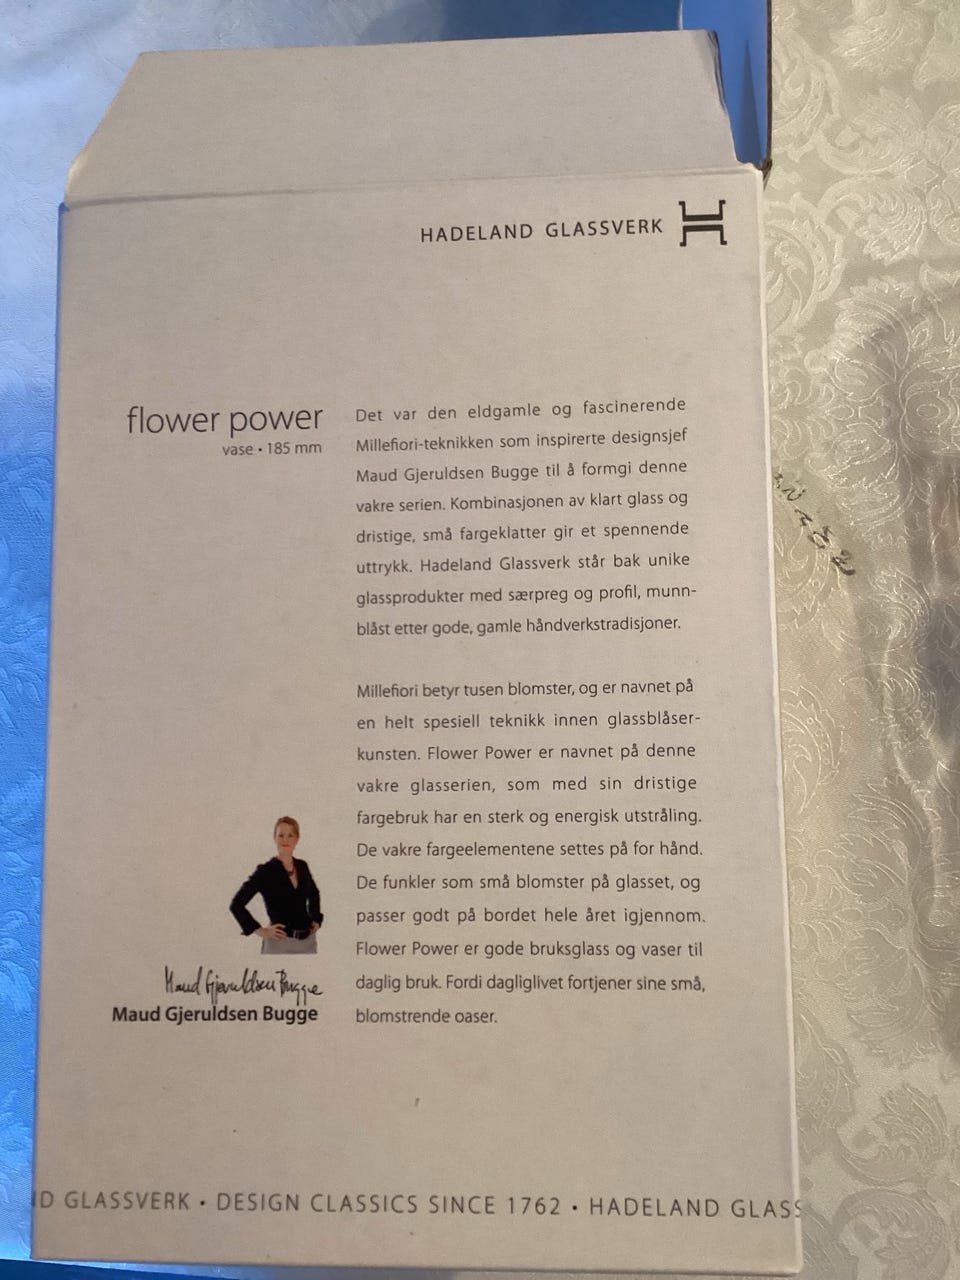 HADELAND GLASSVERK
flower power
vase • 185 mm
Det var den eldgamle og fascinerende
Millefiori-teknikken som inspirerte designsjef
Maud Gjeruldsen Bugge til å formgi denne
vakre serien. Kombinasjonen av klart glass og
dristige, små fargeklatter gir et spennende
uttrykk. Hadeland Glassverk står bak unike
glassprodukter med særpreg og profil, munn-
blåst etter gode, gamle håndverkstradisjoner.
Millefiori betyr tusen blomster, og er navnet på
en helt spesiell teknikk innen glassblåser-
kunsten. Flower Power er navnet på denne
vakre glasserien, som med sin dristige
fargebruk har en sterk og energisk utstråling.
De vakre fargeelementene settes på for hånd.
De funkler som små blomster på glasset, og
passer godt på bordet hele året igjennom.
Flower Power er gode bruksglass og vaser til
daglig bruk. Fordi dagliglivet fortjener sine små,
blomstrende oaser.
Maud Gjeruldsen Bugge
Maud Gjeruldsen Bugge
D GLASSVERK • DESIGN CLASSICS SINCE 1762 • HADELAND GLASS